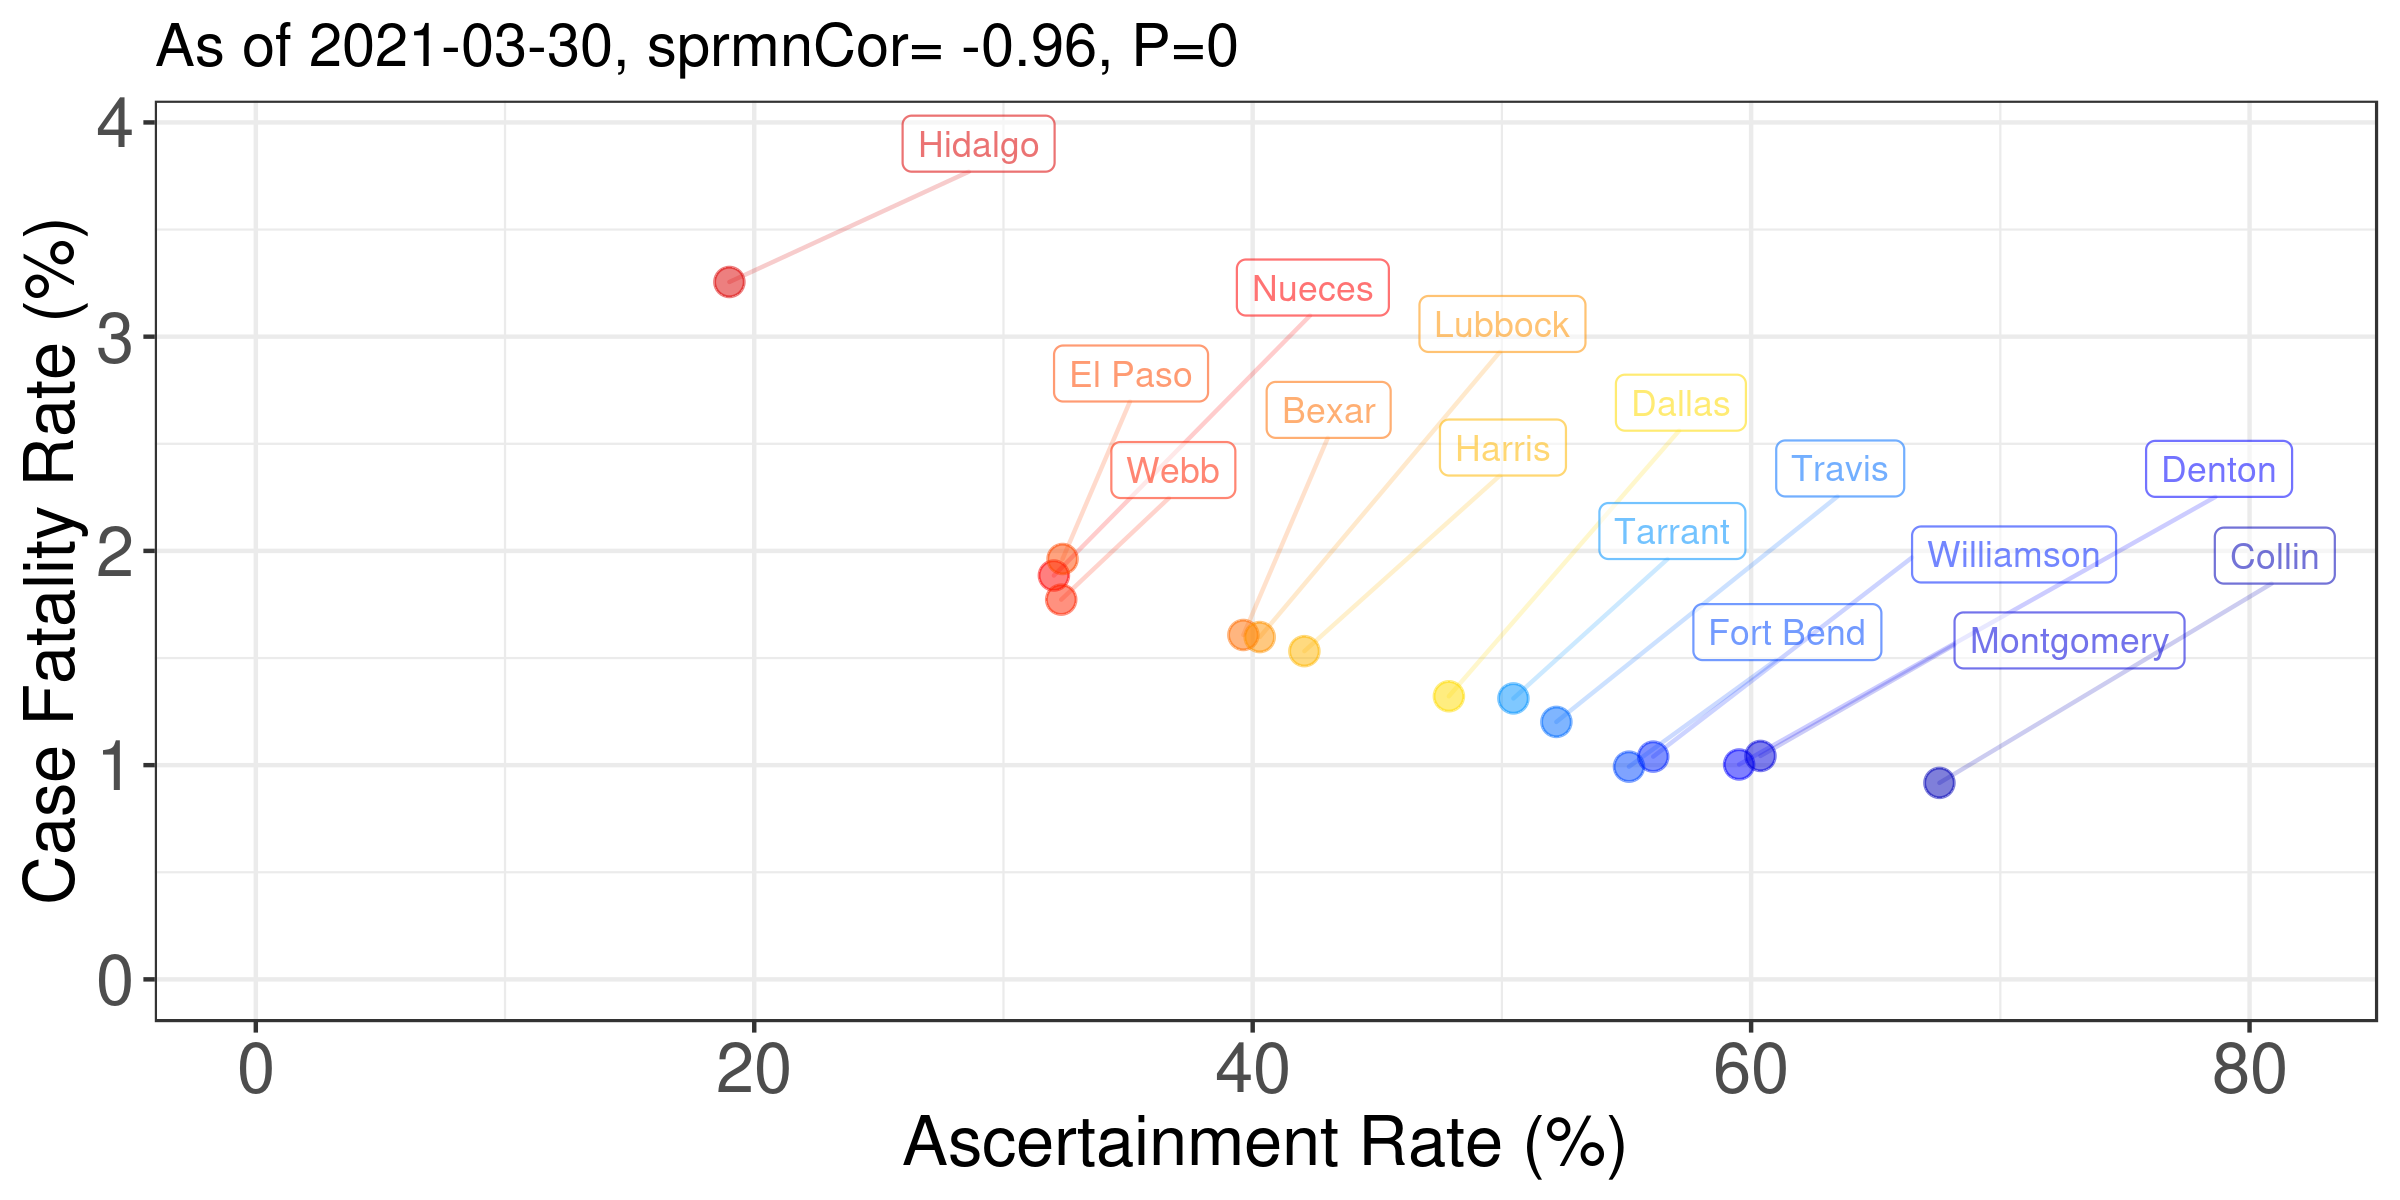 As of 2021-03-30, sprmnCor= -0.96, P=0
Case Fatality Rate (%)
4
3
2
1
0
Hidalgo
Nueces
Lubbock
El Paso
Bexar
Dallas
Harris
Webb
Travis
Denton
Tarrant
Williamson
Collin
Fort Bend
Montgomery
0 20 40 60 80
Ascertainment Rate (%)